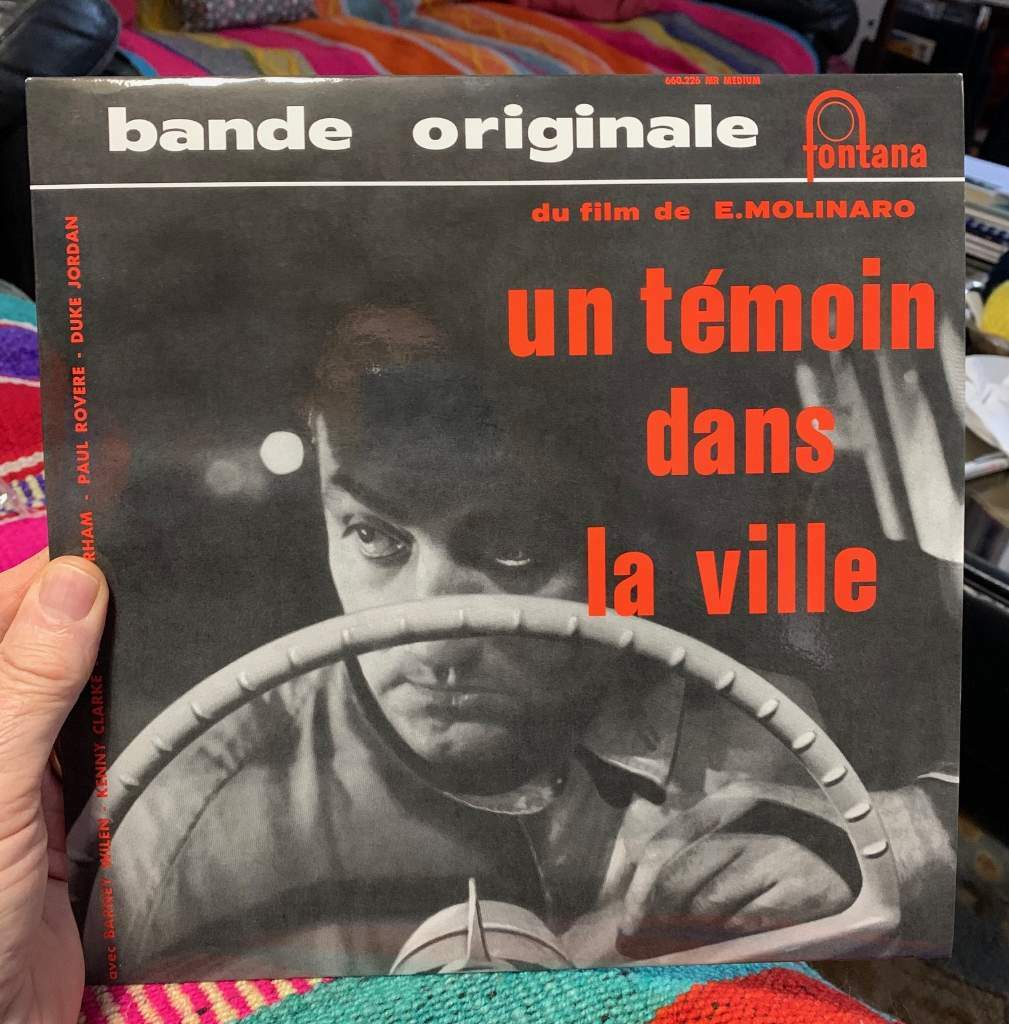 660.226 MR MEDIUM
bande originale
fontana
du film de E.MOLINARO
un témoin
dans
la ville
avec BARNEY WILEN - KENNY CLARKE - RHAM - PAUL ROVERE - DUKE JORDAN